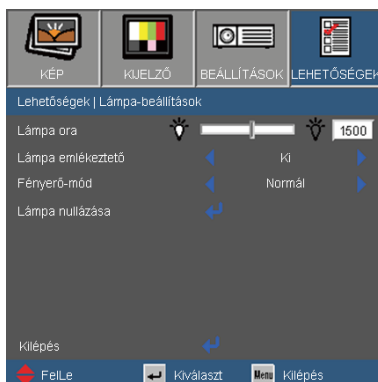 KÉP KIJELZŐ BEÁLLÍTÁSOK LEHETŐSÉGEK
Lehetőségek | Lámpa-beállítások
Lámpa ora 1500
Lámpa emlékeztető Ki
Fényerő-mód Normál
Lámpa nullázása
Kilépés
FelLe Kiválaszt Menu Kilépés